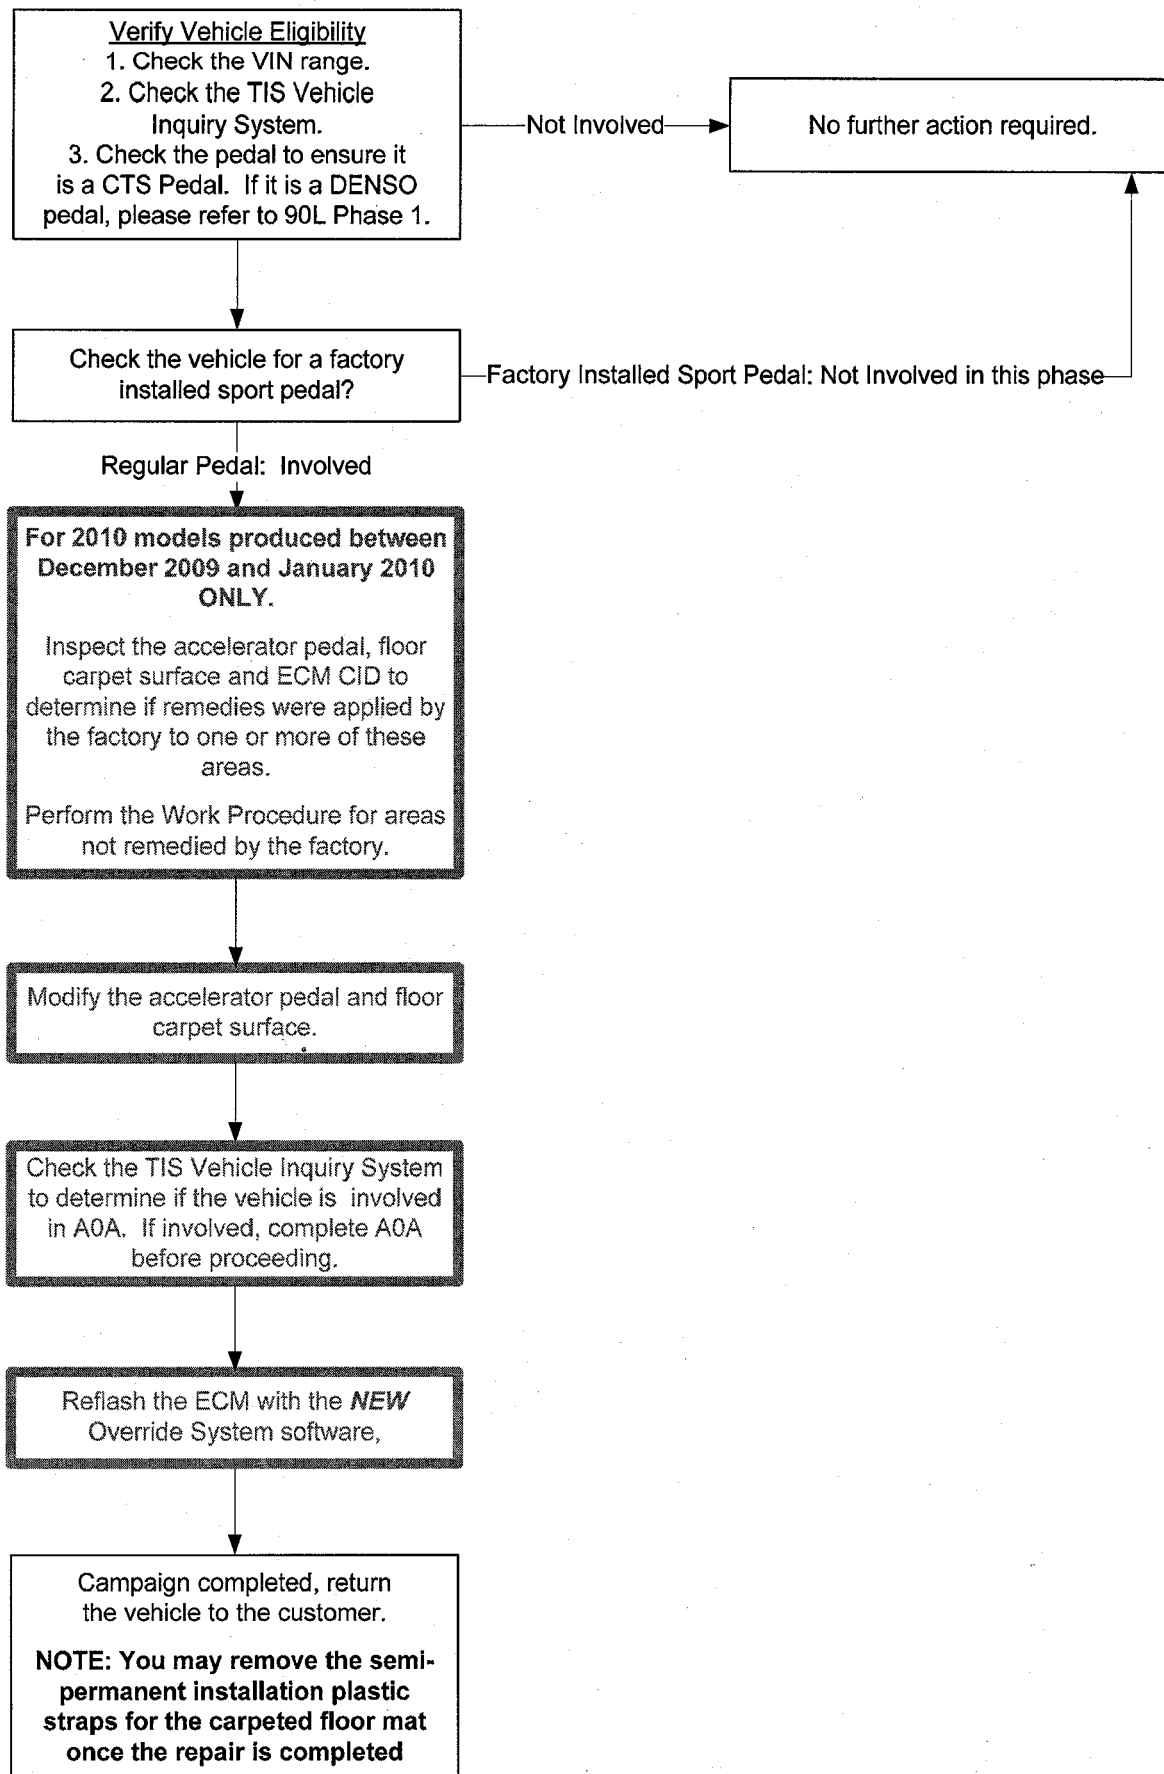 Verify Vehicle Eligibility
1. Check the VIN range.
2. Check the TIS Vehicle
Inquiry System.
3. Check the pedal to ensure it
is a CTS Pedal. If it is a DENSO
pedal, please refer to 90L Phase 1.
Not Involved
No further action required.
Check the vehicle for a factory
installed sport pedal?
Factory Installed Sport Pedal: Not Involved in this phase
Regular Pedal: Involved
For 2010 models produced between
December 2009 and January 2010
ONLY.
Inspect the accelerator pedal, floor
carpet surface and ECM CID to
determine if remedies were applied by
the factory to one or more of these
areas.
Perform the Work Procedure for areas
not remedied by the factory.
Modify the accelerator pedal and floor
carpet surface.
Check the TIS Vehicle Inquiry System
to determine if the vehicle is involved
in A0A. If involved, complete A0A
before proceeding.
Reflash the ECM with the NEW
Override System software,
Campaign completed, return
the vehicle to the customer.
NOTE: You may remove the semi-
permanent installation plastic
straps for the carpeted floor mat
once the repair is completed